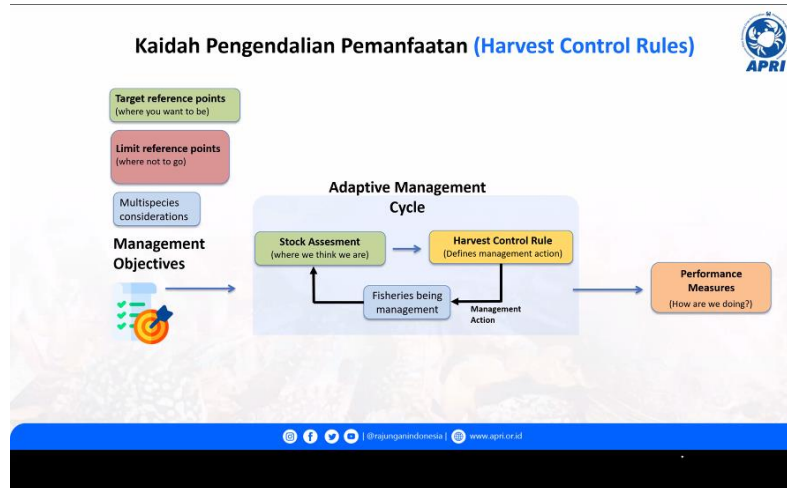 Kaidah Pengendalian Pemanfaatan (Harvest Control Rules)
APRI
Target reference points
(where you want to be)
Limit reference points
(where not to go)
Multispecies
considerations
Management
Objectives
Adaptive Management
Cycle
Stock Assesment
(where we think we are)
Harvest Control Rule
(Defines management action)
Fisheries being
management
Management
Action
Performance
Measures
(How are we doing?)
| @rajunganindonesia | www.apri.or.id